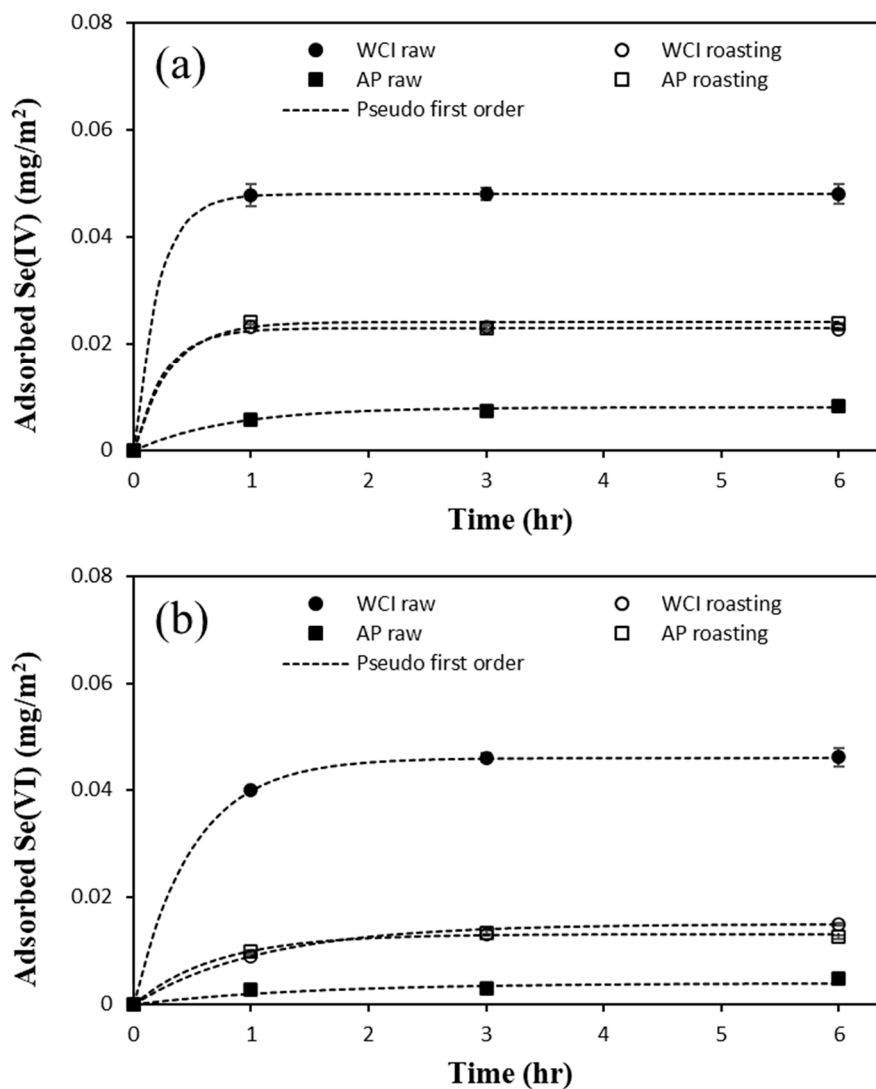 0.08
(a)
WCI raw
WCI roasting
AP raw
AP roasting
Pseudo first order
0.06
0.04
0.02
0
Adsorbed Se(IV) (mg/m²)
0 1 2 3 4 5 6
Time (hr)
0.08
(b)
WCI raw
WCI roasting
AP raw
AP roasting
Pseudo first order
0.06
0.04
0.02
0
Adsorbed Se(VI) (mg/m²)
0 1 2 3 4 5 6
Time (hr)